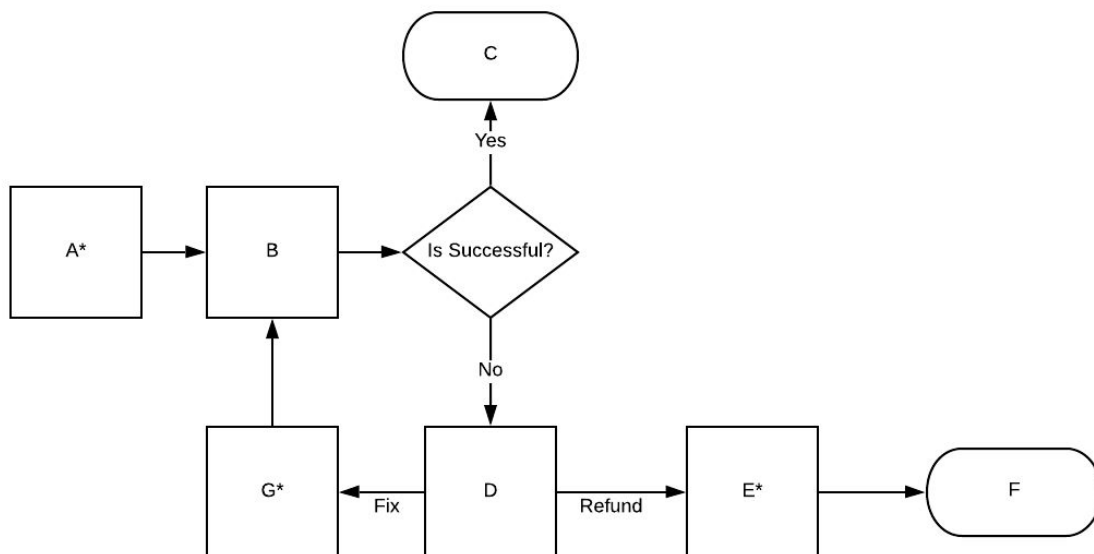 C
Yes
A*
B
Is Successful?
No
G*
Fix
D
Refund
E*
F